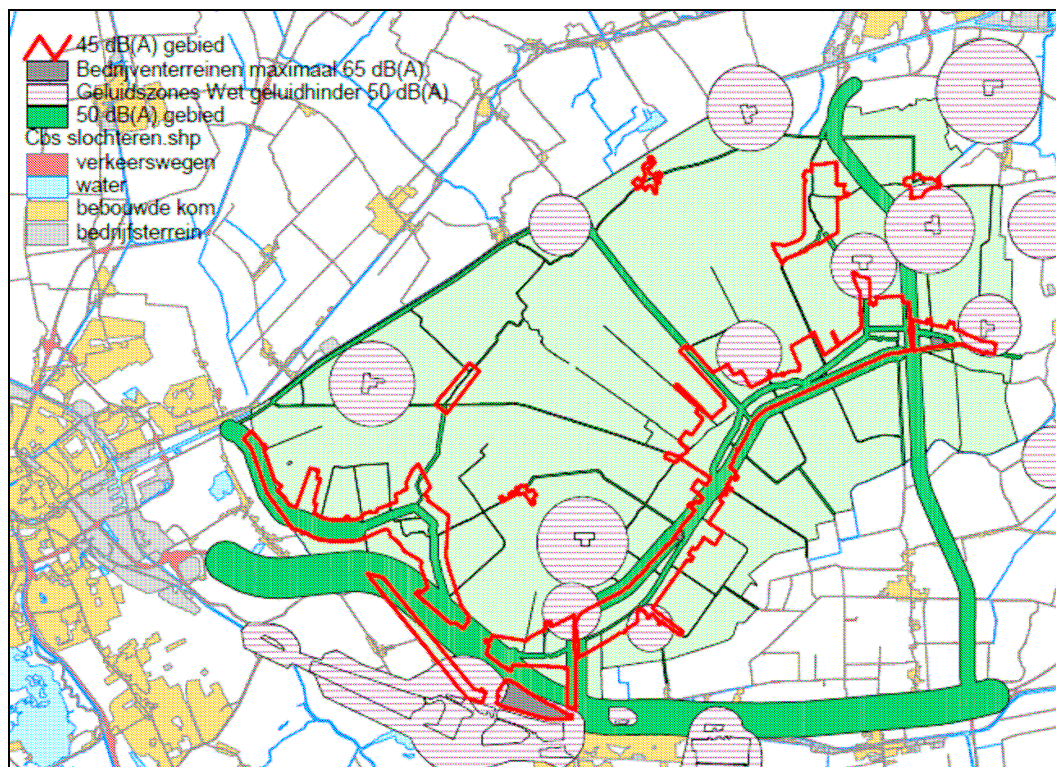 45 dB(A) gebied
Bedrijventerreinen maximaal 65 dB(A)
Geluidszones Wet geluidhinder 50 dB(A)
50 dB(A) gebied
Cbs slochteren.shp
verkeerswegen
water
bebouwde kom
bedrijfsterrein